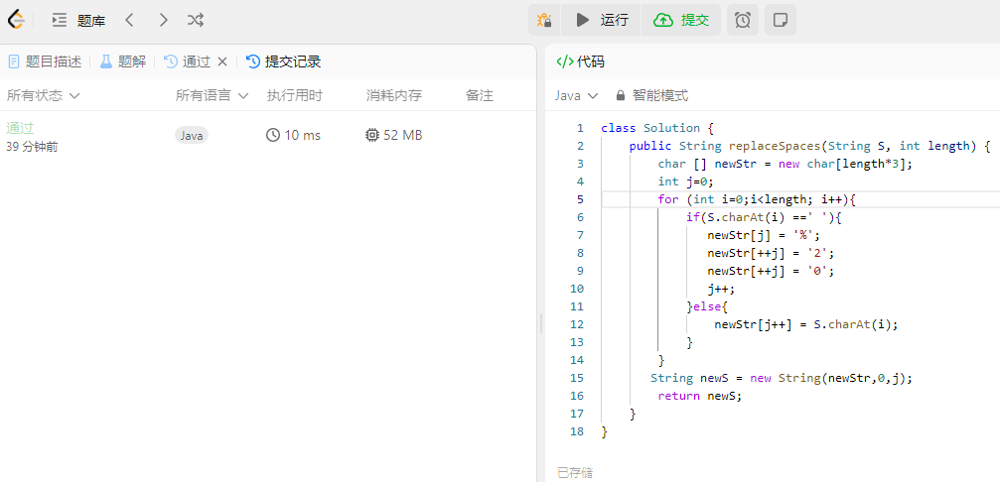 题库
运行
提交
题目描述
题解
通过
提交记录
所有状态 所有语言 执行用时 消耗内存 备注
通过
39 分钟前
Java
10 ms
52 MB
代码
Java
智能模式
1 class Solution {
2 public String replaceSpaces(String S, int length) {
3 char [] newStr = new char[length*3];
4 int j=0;
5 for (int i=0;i<length; i++){
6 if(S.charAt(i) ==' '){
7 newStr[j] = '%';
8 newStr[++j] = '2';
9 newStr[++j] = '0';
10 j++;
11 }else{
12 newStr[j++] = S.charAt(i);
13 }
14 }
15 String newS = new String(newStr,0,j);
16 return newS;
17 }
18 }
已存储